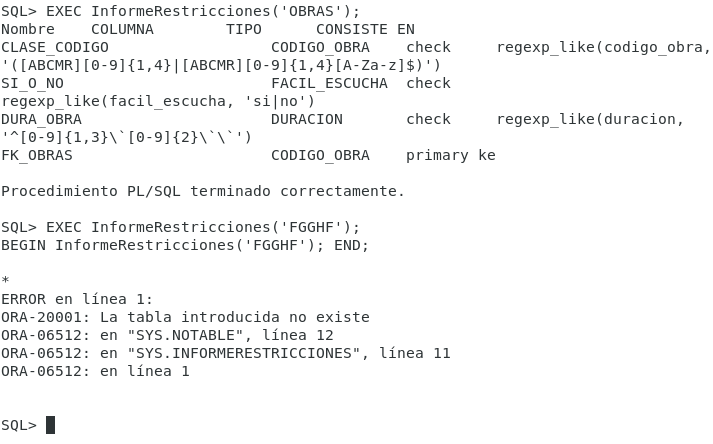 SQL> EXEC InformeRestricciones('OBRAS');
Nombre    COLUMNA        TIPO      CONSISTE EN
CLASE_CODIGO                  CODIGO_OBRA    check     regexp_like(codigo_obra,
'([ABCMR][0-9]{1,4}|[ABCMR][0-9]{1,4}[A-Za-z]$)')
SI_O_NO                       FACIL_ESCUCHA  check
regexp_like(facil_escucha, 'si|no')
DURA_OBRA                     DURACION       check     regexp_like(duracion,
'^[0-9]{1,3}\`[0-9]{2}\`\`')
FK_OBRAS                      CODIGO_OBRA    primary ke
Procedimiento PL/SQL terminado correctamente.
SQL> EXEC InformeRestricciones('FGGHF');
BEGIN InformeRestricciones('FGGHF'); END;
*
ERROR en línea 1:
ORA-20001: La tabla introducida no existe
ORA-06512: en "SYS.NOTABLE", línea 12
ORA-06512: en "SYS.INFORMERESTRICCIONES", línea 11
ORA-06512: en línea 1
SQL>